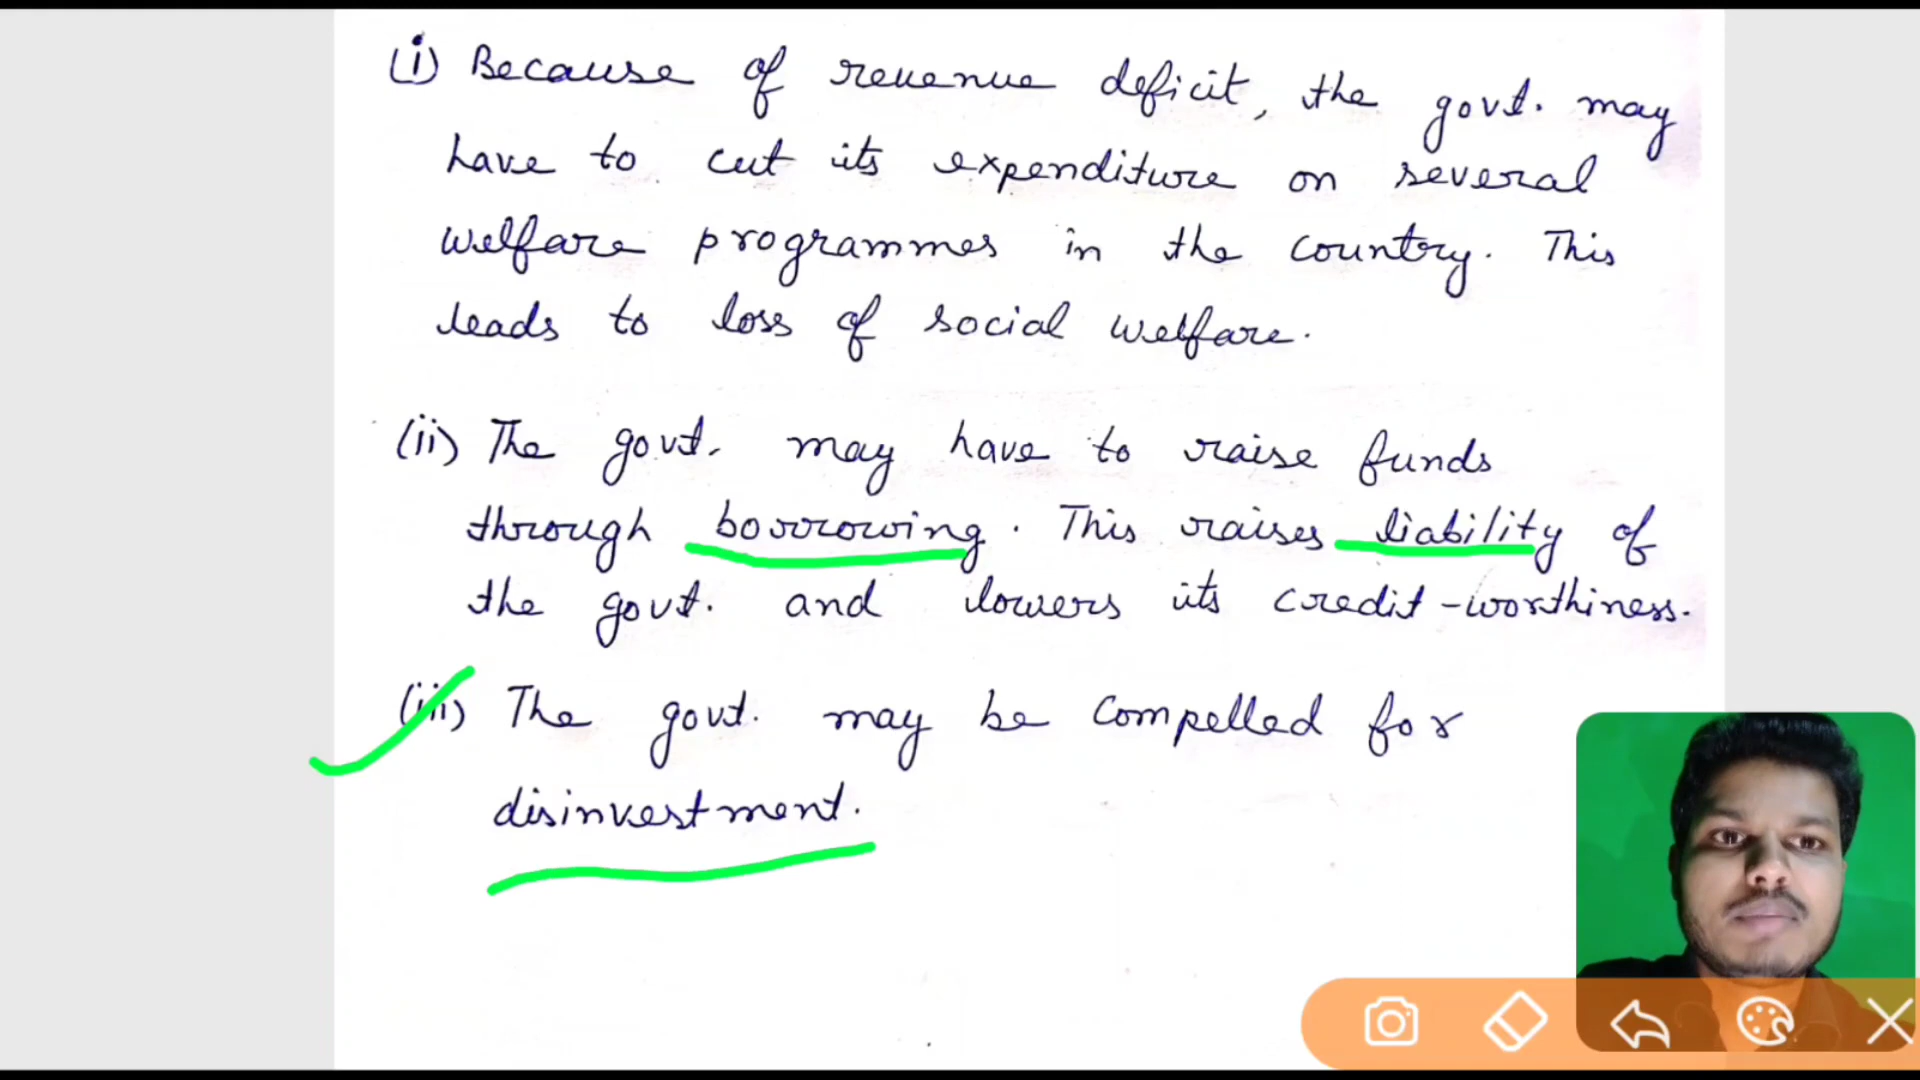 (i) Because of revenue deficit, the govt. may
have to cut its expenditure on several
welfare programmes in the country. This
leads to loss of social welfare.
(ii) The govt. may have to raise funds
through borrowing. This raises liability of
the govt. and lowers its credit-worthiness.
(iii) The govt. may be compelled for
disinvestment.